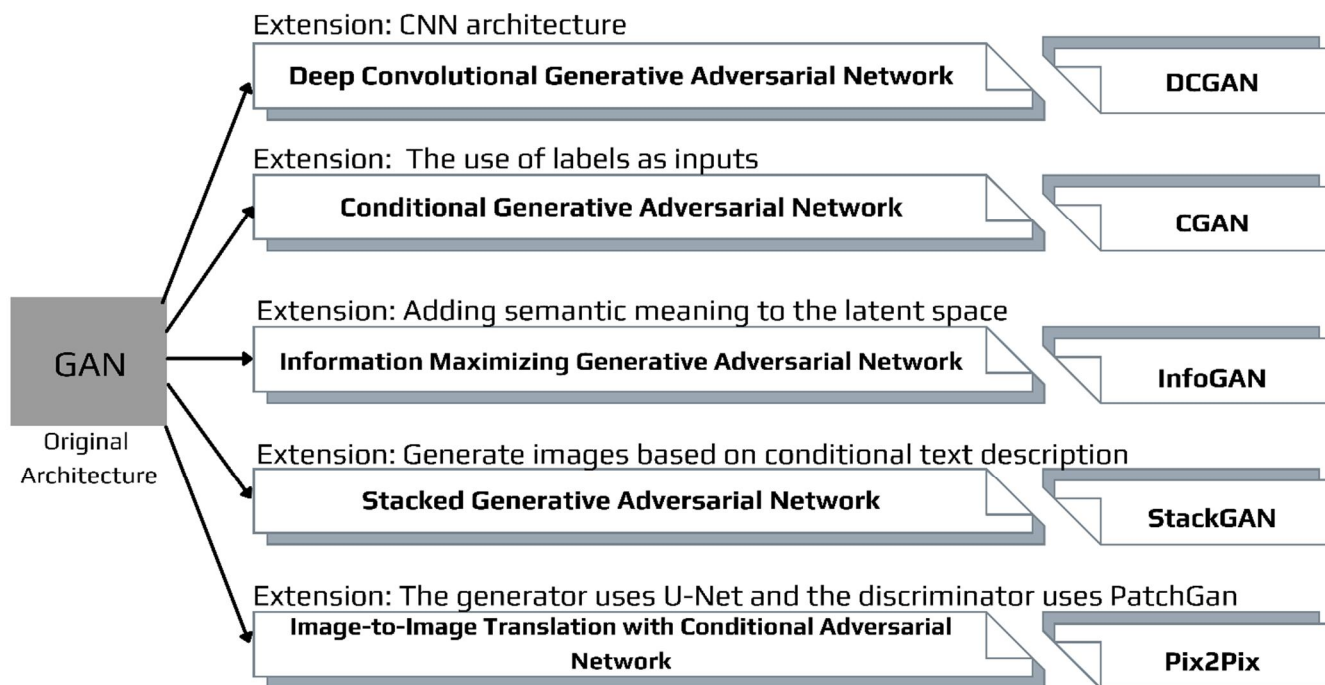 Extension: CNN architecture
Deep Convolutional Generative Adversarial Network
DCGAN
Extension: The use of labels as inputs
Conditional Generative Adversarial Network
CGAN
Extension: Adding semantic meaning to the latent space
Information Maximizing Generative Adversarial Network
InfoGAN
GAN
Original
Architecture
Extension: Generate images based on conditional text description
Stacked Generative Adversarial Network
StackGAN
Extension: The generator uses U-Net and the discriminator uses PatchGan
Image-to-Image Translation with Conditional Adversarial
Network
Pix2Pix